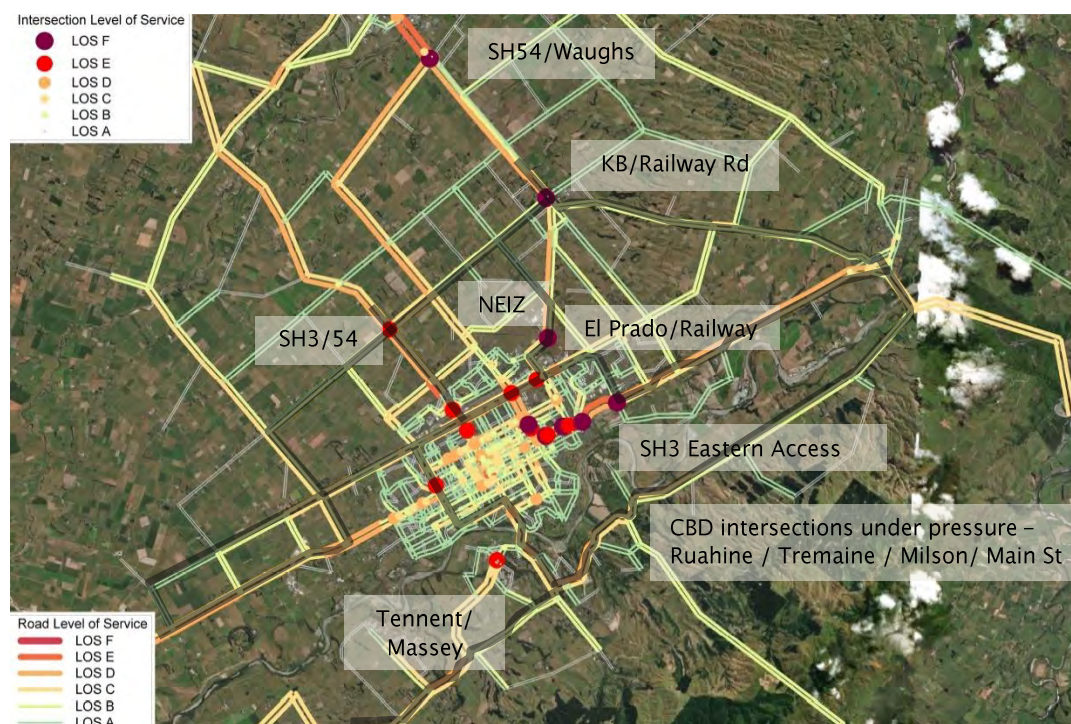 Intersection Level of Service
LOS F
LOS E
LOS D
LOS C
LOS B
LOS A
SH54/Waughs
KB/Railway Rd
NEIZ
El Prado/Railway
SH3/54
SH3 Eastern Access
CBD intersections under pressure –
Ruahine / Tremaine / Milson/ Main St
Tennent/
Massey
Road Level of Service
LOS F
LOS E
LOS D
LOS C
LOS B
LOS A